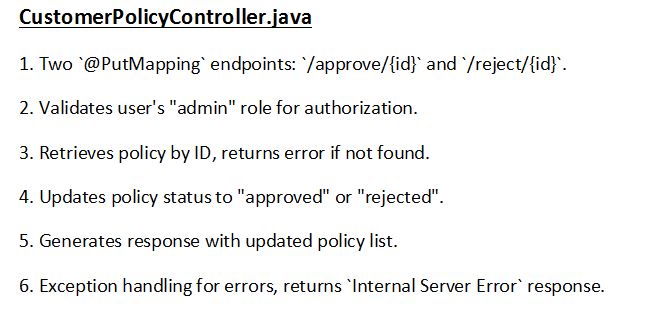 CustomerPolicyController.java
1. Two `@PutMapping` endpoints: `/approve/{id}` and `/reject/{id}`.
2. Validates user's "admin" role for authorization.
3. Retrieves policy by ID, returns error if not found.
4. Updates policy status to "approved" or "rejected".
5. Generates response with updated policy list.
6. Exception handling for errors, returns `Internal Server Error` response.